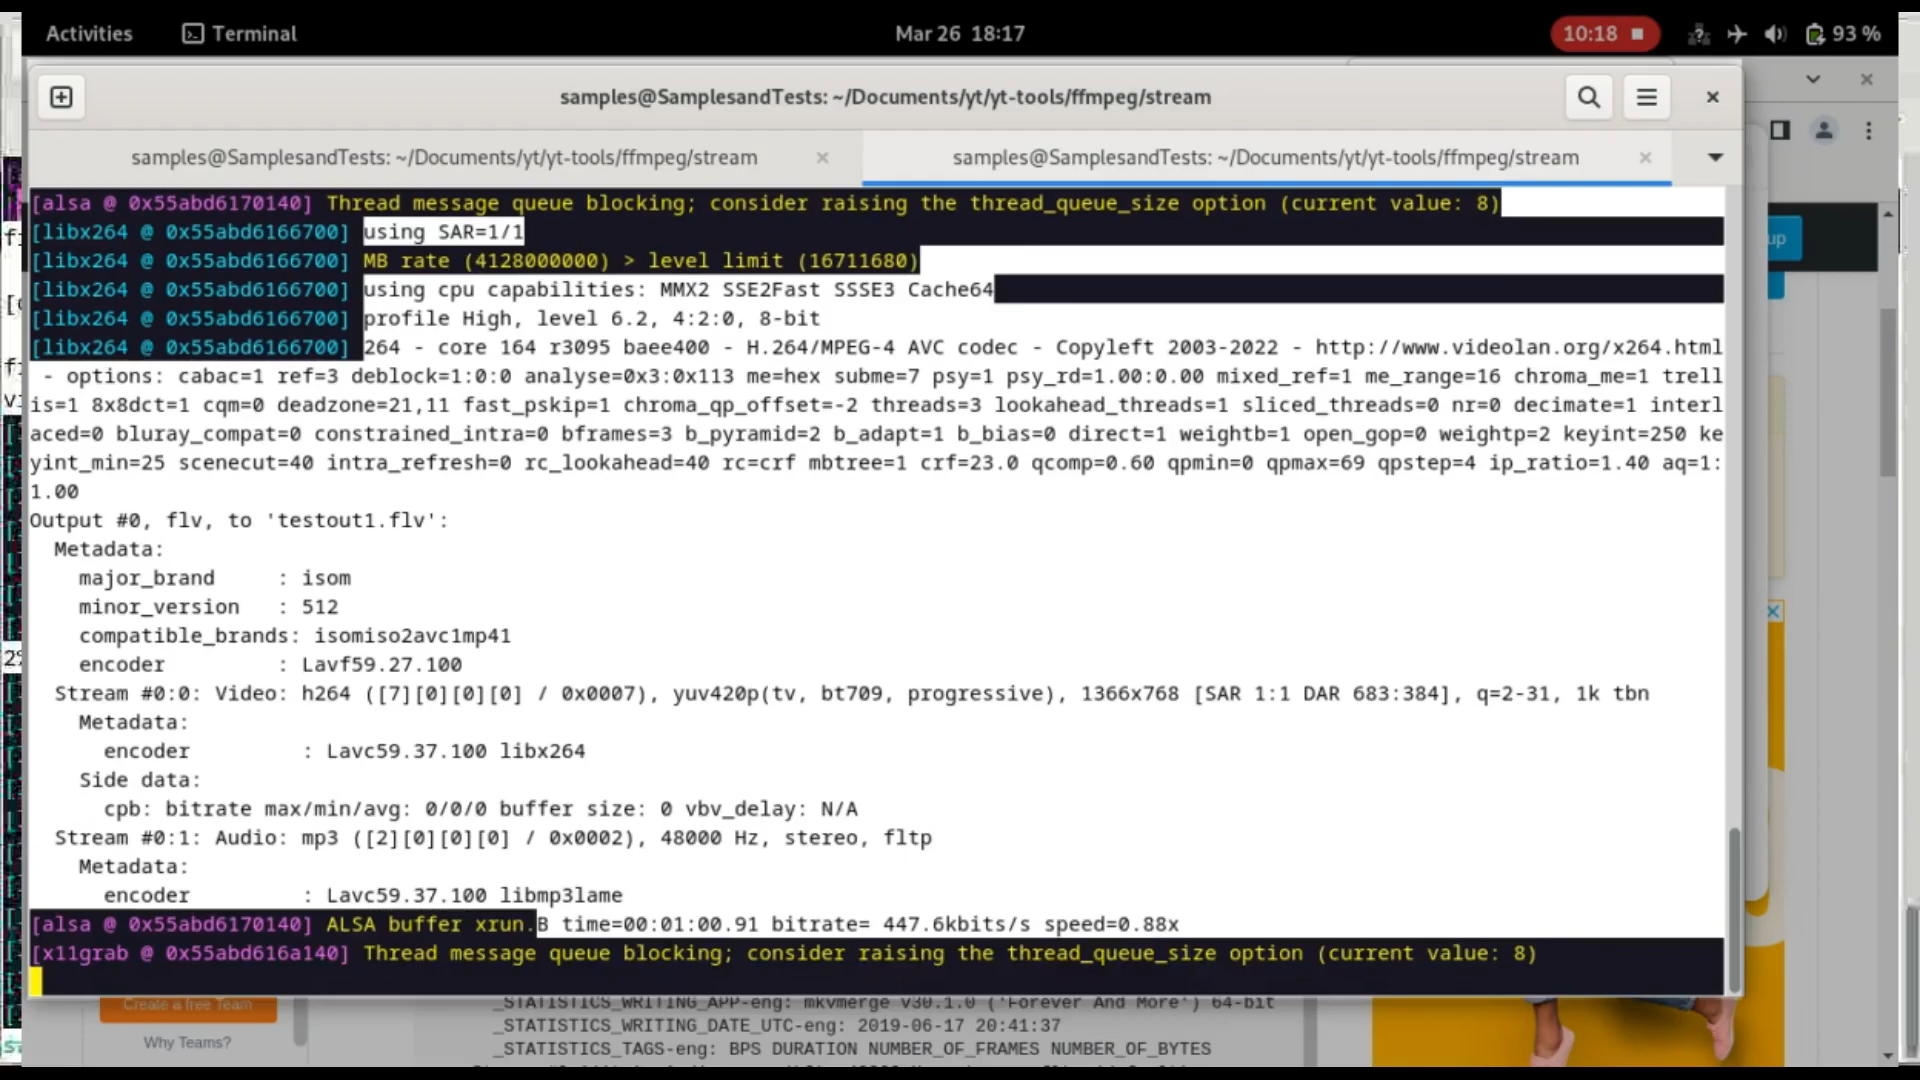 Activities
Terminal
Mar 26 18:17
10:18
93 %
samples@SamplesandTests: ~/Documents/yt/yt-tools/ffmpeg/stream
samples@SamplesandTests: ~/Documents/yt/yt-tools/ffmpeg/stream
samples@SamplesandTests: ~/Documents/yt/yt-tools/ffmpeg/stream
[alsa @ 0x55abd6170140] Thread message queue blocking; consider raising the thread_queue_size option (current value: 8)
[libx264 @ 0x55abd6166700] using SAR=1/1
[libx264 @ 0x55abd6166700] MB rate (4128000000) > level limit (16711680)
[libx264 @ 0x55abd6166700] using cpu capabilities: MMX2 SSE2Fast SSSE3 Cache64
[libx264 @ 0x55abd6166700] profile High, level 6.2, 4:2:0, 8-bit
[libx264 @ 0x55abd6166700] 264 - core 164 r3095 baee400 - H.264/MPEG-4 AVC codec - Copyleft 2003-2022 - http://www.videolan.org/x264.html
- options: cabac=1 ref=3 deblock=1:0:0 analyse=0x3:0x113 me=hex subme=7 psy=1 psy_rd=1.00:0.00 mixed_ref=1 me_range=16 chroma_me=1 trell
is=1 8x8dct=1 cqm=0 deadzone=21,11 fast_pskip=1 chroma_qp_offset=-2 threads=3 lookahead_threads=1 sliced_threads=0 nr=0 decimate=1 interl
aced=0 bluray_compat=0 constrained_intra=0 bframes=3 b_pyramid=2 b_adapt=1 b_bias=0 direct=1 weightb=1 open_gop=0 weightp=2 keyint=250 ke
yint_min=25 scenecut=40 intra_refresh=0 rc_lookahead=40 rc=crf mbtree=1 crf=23.0 qcomp=0.60 qpmin=0 qpmax=69 qpstep=4 ip_ratio=1.40 aq=1:
1.00
Output #0, flv, to 'testout1.flv':
Metadata:
major_brand : isom
minor_version : 512
compatible_brands: isomiso2avc1mp41
encoder : Lavf59.27.100
Stream #0:0: Video: h264 ([7][0][0][0] / 0x0007), yuv420p(tv, bt709, progressive), 1366x768 [SAR 1:1 DAR 683:384], q=2-31, 1k tbn
Metadata:
encoder : Lavc59.37.100 libx264
Side data:
cpb: bitrate max/min/avg: 0/0/0 buffer size: 0 vbv_delay: N/A
Stream #0:1: Audio: mp3 ([2][0][0][0] / 0x0002), 48000 Hz, stereo, fltp
Metadata:
encoder : Lavc59.37.100 libmp3lame
[alsa @ 0x55abd6170140] ALSA buffer xrun.B time=00:01:00.91 bitrate= 447.6kbits/s speed=0.88x
[x11grab @ 0x55abd616a140] Thread message queue blocking; consider raising the thread_queue_size option (current value: 8)
up
Create a free Team
Why Teams?
_STATISTICS_WRITING_APP-eng: mkvmerge v30.1.0 ('Forever And More') 64-bit
_STATISTICS_WRITING_DATE_UTC-eng: 2019-06-17 20:41:37
_STATISTICS_TAGS-eng: BPS DURATION NUMBER_OF_FRAMES NUMBER_OF_BYTES